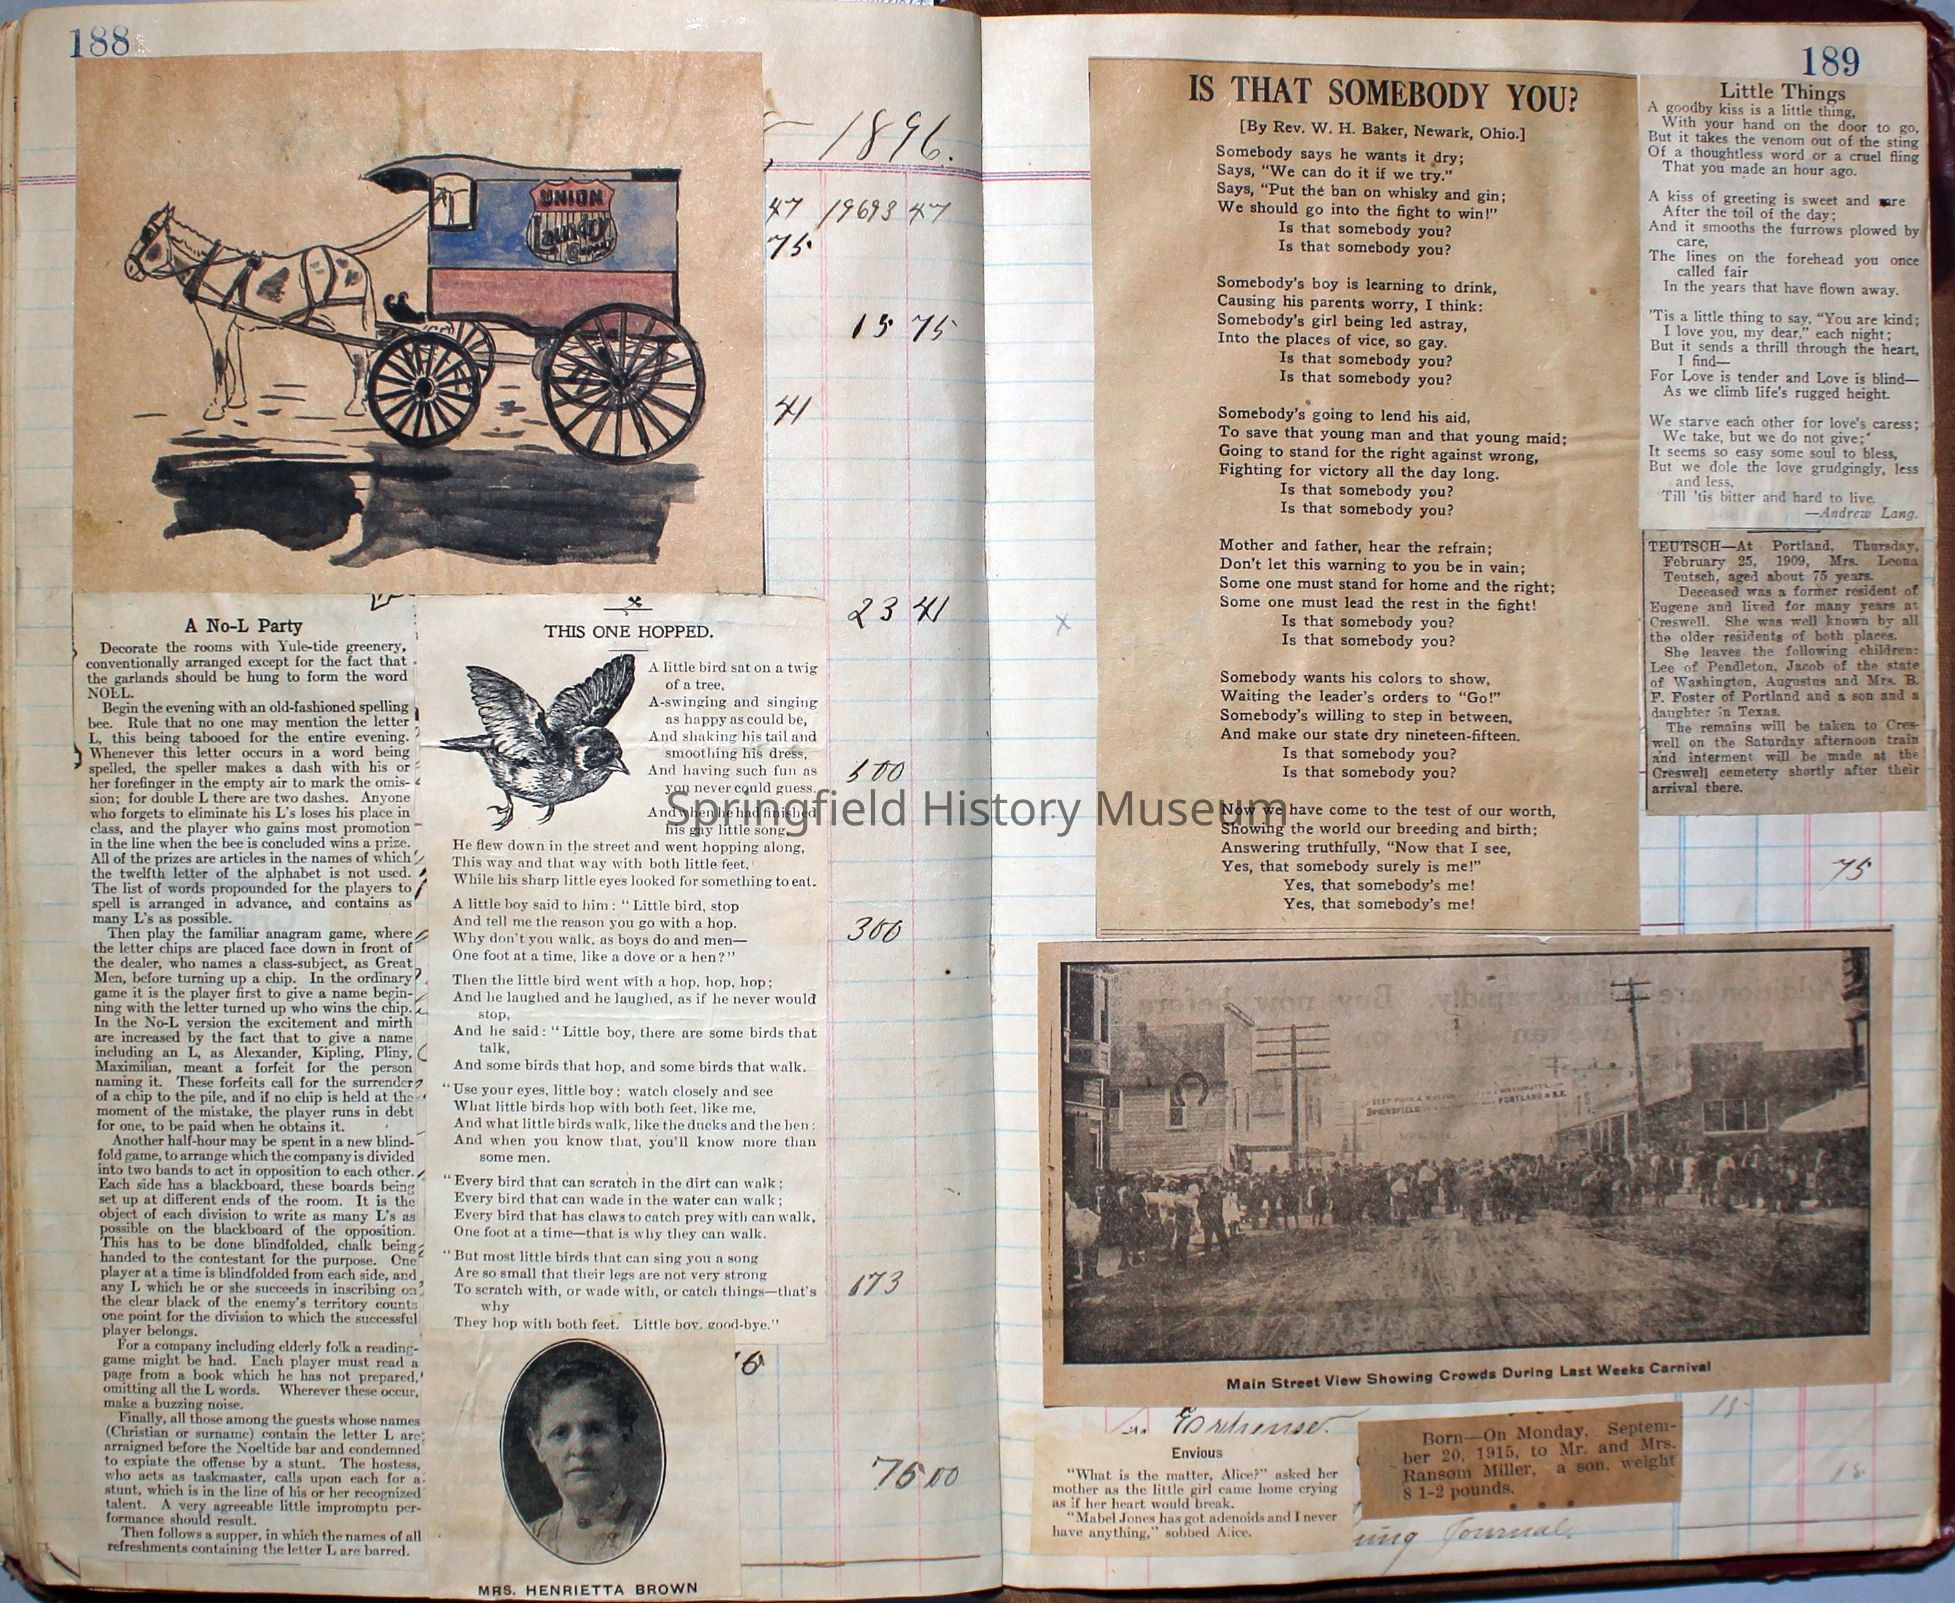 188
UNION
Laundry
Company
1896.
47 19693 47
75
15 75
41
23 41
500
300
173
6
75 00
A No-L Party
Decorate the rooms with Yule-tide greenery,
conventionally arranged except for the fact that
the garlands should be hung to form the word
NOEL.
Begin the evening with an old-fashioned spelling
bee. Rule that no one may mention the letter
L, this being tabooed for the entire evening.
Whenever this letter occurs in a word being
spelled, the speller makes a dash with his or
her forefinger in the empty air to mark the omis-
sion; for double L there are two dashes. Anyone
who forgets to eliminate his L's loses his place in
class, and the player who gains most promotion
in the line when the bee is concluded wins a prize.
All of the prizes are articles in the names of which
the twelfth letter of the alphabet is not used.
The list of words propounded for the players to
spell is arranged in advance, and contains as
many L's as possible.
Then play the familiar anagram game, where
the letter chips are placed face down in front of
the dealer, who names a class-subject, as Great
Men, before turning up a chip. In the ordinary
game it is the player first to give a name begin-
ning with the letter turned up who wins the chip.
In the No-L version the excitement and mirth
are increased by the fact that to give a name
including an L, as Alexander, Kipling, Pliny,
Maximilian, meant a forfeit for the person
naming it. These forfeits call for the surrender
of a chip to the pile, and if no chip is held at the
moment of the mistake, the player runs in debt
for one, to be paid when he obtains it.
Another half-hour may be spent in a new blind-
fold game, to arrange which the company is divided
into two bands to act in opposition to each other.
Each side has a blackboard, these boards being
set up at different ends of the room. It is the
object of each division to write as many L's as
possible on the blackboard of the opposition.
This has to be done blindfolded, chalk being
handed to the contestant for the purpose. One
player at a time is blindfolded from each side, and
any L which he or she succeeds in inscribing on
the clear black of the enemy's territory counts
one point for the division to which the successful
player belongs.
For a company including elderly folk a reading-
game might be had. Each player must read a
page from a book which he has not prepared,
omitting all the L words. Wherever these occur,
make a buzzing noise.
Finally, all those among the guests whose names
(Christian or surname) contain the letter L are
arraigned before the Noeltide bar and condemned
to expiate the offense by a stunt. The hostess,
who acts as taskmaster, calls upon each for a
stunt, which is in the line of his or her recognized
talent. A very agreeable little impromptu per-
formance should result.
Then follows a supper, in which the names of all
refreshments containing the letter L are barred.
THIS ONE HOPPED.
A little bird sat on a twig
of a tree,
A-swinging and singing
as happy as could be,
And shaking his tail and
smoothing his dress,
And having such fun as
you never could guess.
And when he had finished
his gay little song,
He flew down in the street and went hopping along,
This way and that way with both little feet,
While his sharp little eyes looked for something to eat.
A little boy said to him: "Little bird, stop
And tell me the reason you go with a hop.
Why don't you walk, as boys do and men—
One foot at a time, like a dove or a hen?"
Then the little bird went with a hop, hop, hop;
And he laughed and he laughed, as if he never would
stop,
And he said: "Little boy, there are some birds that
talk,
And some birds that hop, and some birds that walk.
"Use your eyes, little boy; watch closely and see
What little birds hop with both feet, like me,
And what little birds walk, like the ducks and the hen:
And when you know that, you'll know more than
some men.
"Every bird that can scratch in the dirt can walk;
Every bird that can wade in the water can walk;
Every bird that has claws to catch prey with can walk,
One foot at a time—that is why they can walk.
"But most little birds that can sing you a song
Are so small that their legs are not very strong
To scratch with, or wade with, or catch things—that's
why
They hop with both feet. Little boy, good-bye."
MRS. HENRIETTA BROWN
Springfield History Museum
189
IS THAT SOMEBODY YOU?
[By Rev. W. H. Baker, Newark, Ohio.]
Somebody says he wants it dry;
Says, "We can do it if we try."
Says, "Put the ban on whisky and gin;
We should go into the fight to win!"
Is that somebody you?
Is that somebody you?
Somebody's boy is learning to drink,
Causing his parents worry, I think:
Somebody's girl being led astray,
Into the places of vice, so gay.
Is that somebody you?
Is that somebody you?
Somebody's going to lend his aid,
To save that young man and that young maid;
Going to stand for the right against wrong,
Fighting for victory all the day long.
Is that somebody you?
Is that somebody you?
Mother and father, hear the refrain;
Don't let this warning to you be in vain;
Some one must stand for home and the right;
Some one must lead the rest in the fight!
Is that somebody you?
Is that somebody you?
Somebody wants his colors to show,
Waiting the leader's orders to "Go!"
Somebody's willing to step in between,
And make our state dry nineteen-fifteen.
Is that somebody you?
Is that somebody you?
Now we have come to the test of our worth,
Showing the world our breeding and birth;
Answering truthfully, "Now that I see,
Yes, that somebody surely is me!"
Yes, that somebody's me!
Yes, that somebody's me!
Little Things
A goodby kiss is a little thing,
With your hand on the door to go,
But it takes the venom out of the sting
Of a thoughtless word or a cruel fling
That you made an hour ago.
A kiss of greeting is sweet and rare
After the toil of the day;
And it smooths the furrows plowed by
care,
The lines on the forehead you once
called fair
In the years that have flown away.
'Tis a little thing to say, "You are kind;
I love you, my dear," each night;
But it sends a thrill through the heart,
I find—
For Love is tender and Love is blind—
As we climb life's rugged height.
We starve each other for love's caress;
We take, but we do not give;
It seems so easy some soul to bless,
But we dole the love grudgingly, less
and less,
Till 'tis bitter and hard to live.
—Andrew Lang.
TEUTSCH—At Portland, Thursday,
February 25, 1909, Mrs. Leona
Teutsch, aged about 75 years.
Deceased was a former resident of
Eugene and lived for many years at
Creswell. She was well known by all
the older residents of both places.
She leaves the following children:
Lee of Pendleton, Jacob of the state
of Washington, Augustus and Mrs. B.
F. Foster of Portland and a son and a
daughter in Texas.
The remains will be taken to Cres-
well on the Saturday afternoon train
and interment will be made at the
Creswell cemetery shortly after their
arrival there.
75
SPRINGFIELD
PORTLAND
Main Street View Showing Crowds During Last Weeks Carnival
15
Expense.
Envious
"What is the matter, Alice?" asked her
mother as the little girl came home crying
as if her heart would break.
"Mabel Jones has got adenoids and I never
have anything," sobbed Alice.
Born—On Monday, Septem-
ber 20, 1915, to Mr. and Mrs.
Ransom Miller, a son, weight
8 1-2 pounds.
15
Journal.